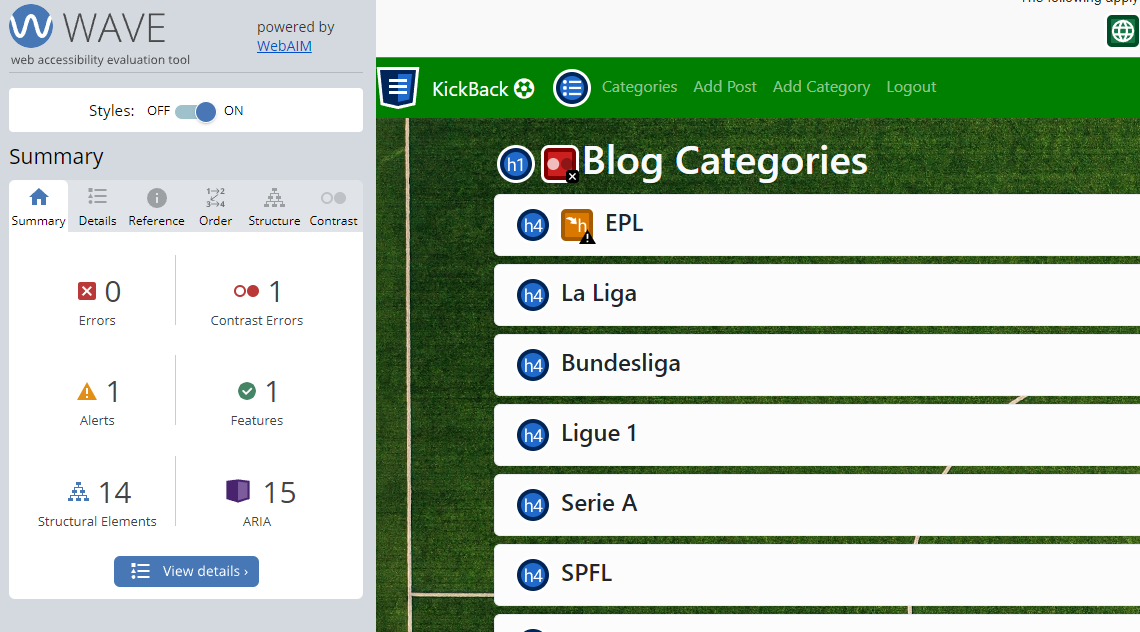 The following apply
WAVE
powered by
WebAIM
web accessibility evaluation tool
Styles: OFF ON
Summary
Summary Details Reference Order Structure Contrast
0
Errors
1
Contrast Errors
1
Alerts
1
Features
14
Structural Elements
15
ARIA
View details ›
KickBack
Categories Add Post Add Category Logout
h1 Blog Categories
h4 h EPL
h4 La Liga
h4 Bundesliga
h4 Ligue 1
h4 Serie A
h4 SPFL